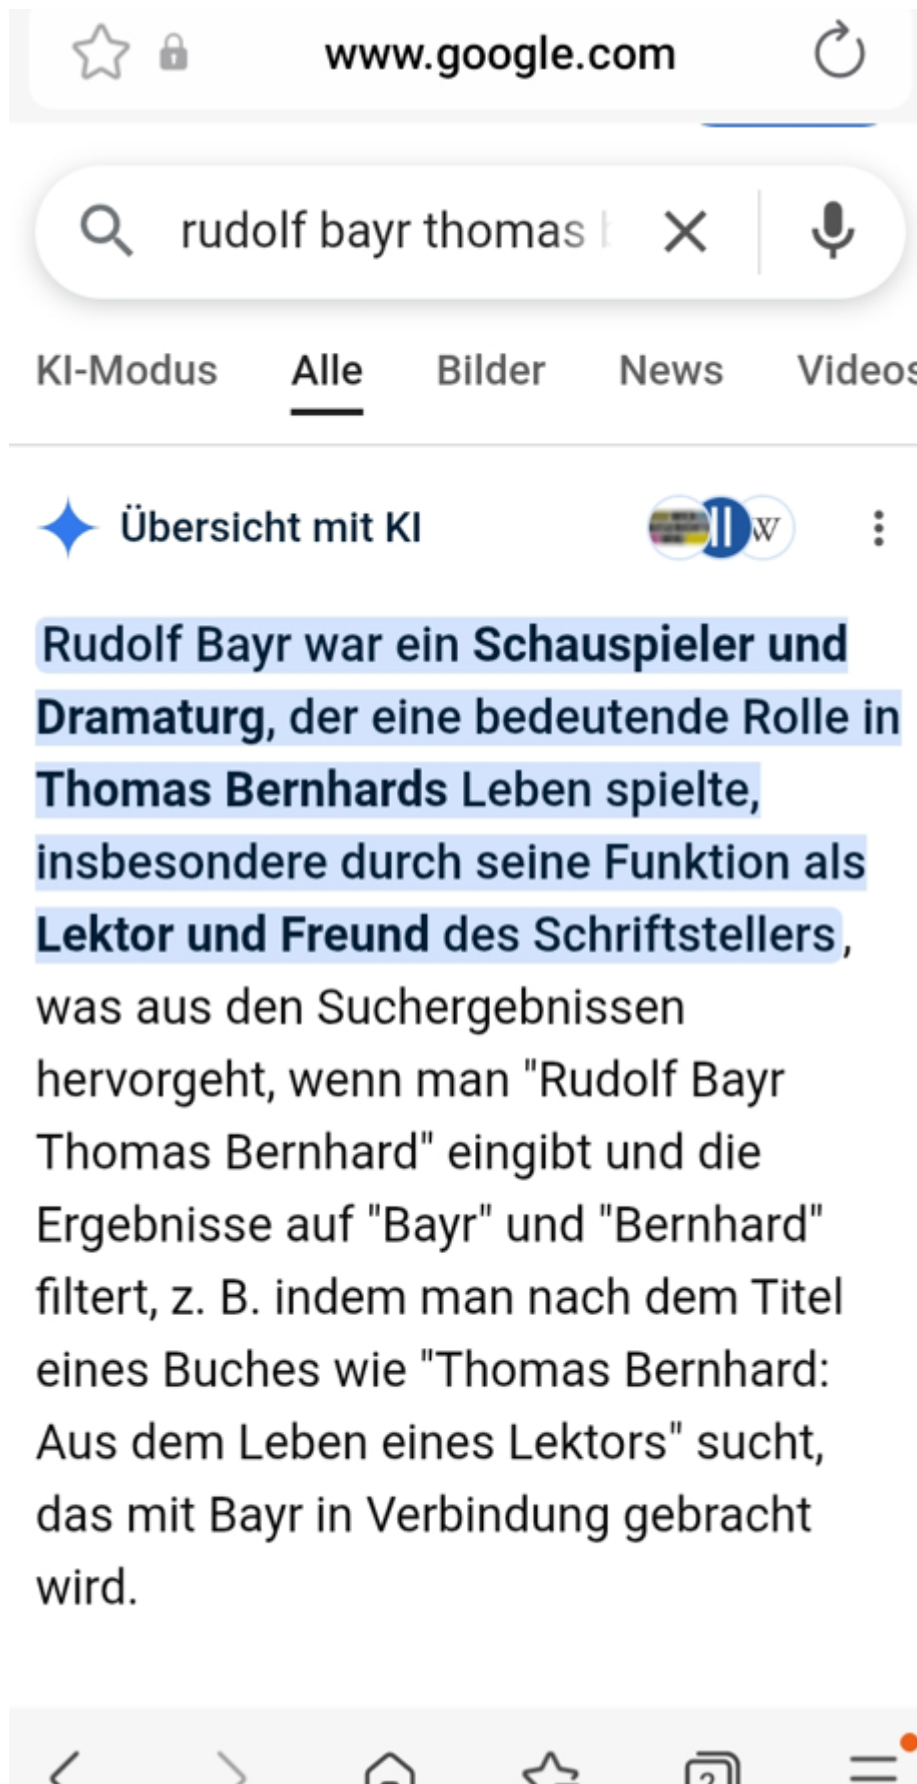 www.google.com
rudolf bayr thomas
KI-Modus Alle Bilder News Videos
Übersicht mit KI
W
Rudolf Bayr war ein Schauspieler und
Dramaturg, der eine bedeutende Rolle in
Thomas Bernhards Leben spielte,
insbesondere durch seine Funktion als
Lektor und Freund des Schriftstellers,
was aus den Suchergebnissen
hervorgeht, wenn man "Rudolf Bayr
Thomas Bernhard" eingibt und die
Ergebnisse auf "Bayr" und "Bernhard"
filtert, z. B. indem man nach dem Titel
eines Buches wie "Thomas Bernhard:
Aus dem Leben eines Lektors" sucht,
das mit Bayr in Verbindung gebracht
wird.
2